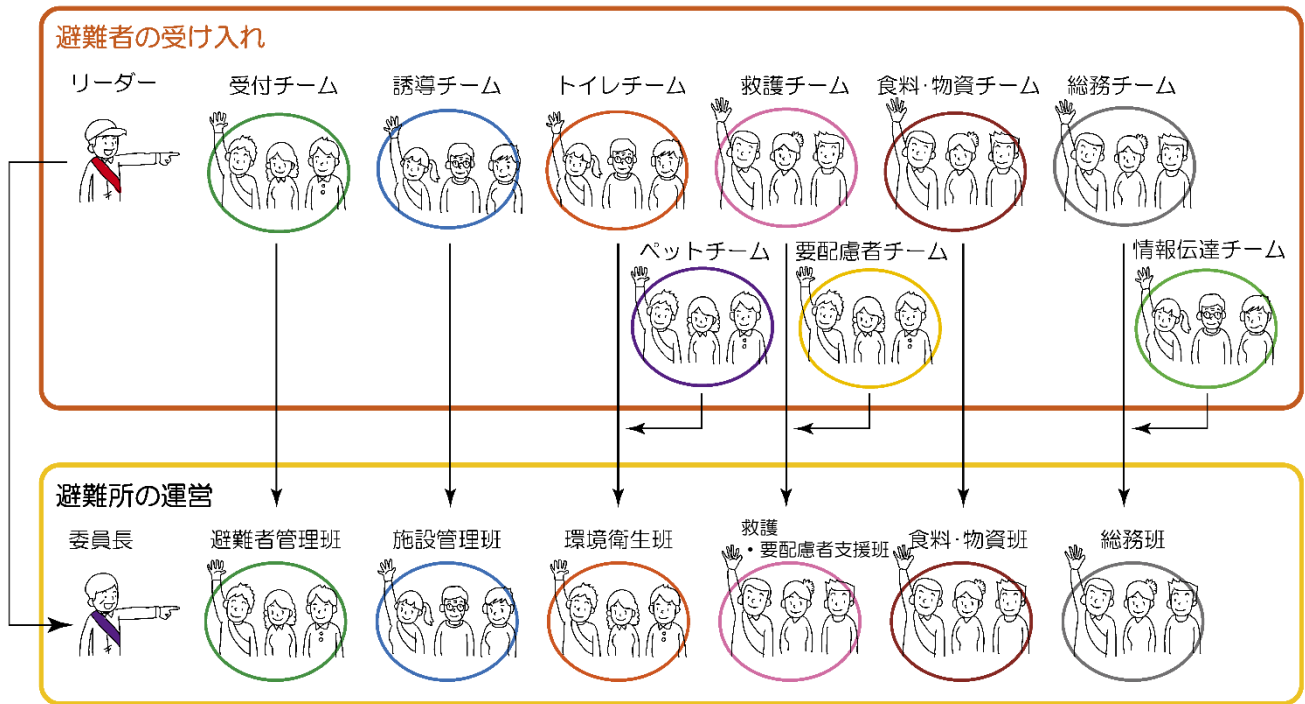 避難者の受け入れ
リーダー
受付チーム
誘導チーム
トイレチーム
救護チーム
食料・物資チーム
総務チーム
ペットチーム
要配慮者チーム
情報伝達チーム
避難所の運営
委員長
避難者管理班
施設管理班
環境衛生班
救護
・要配慮者支援班
食料・物資班
総務班